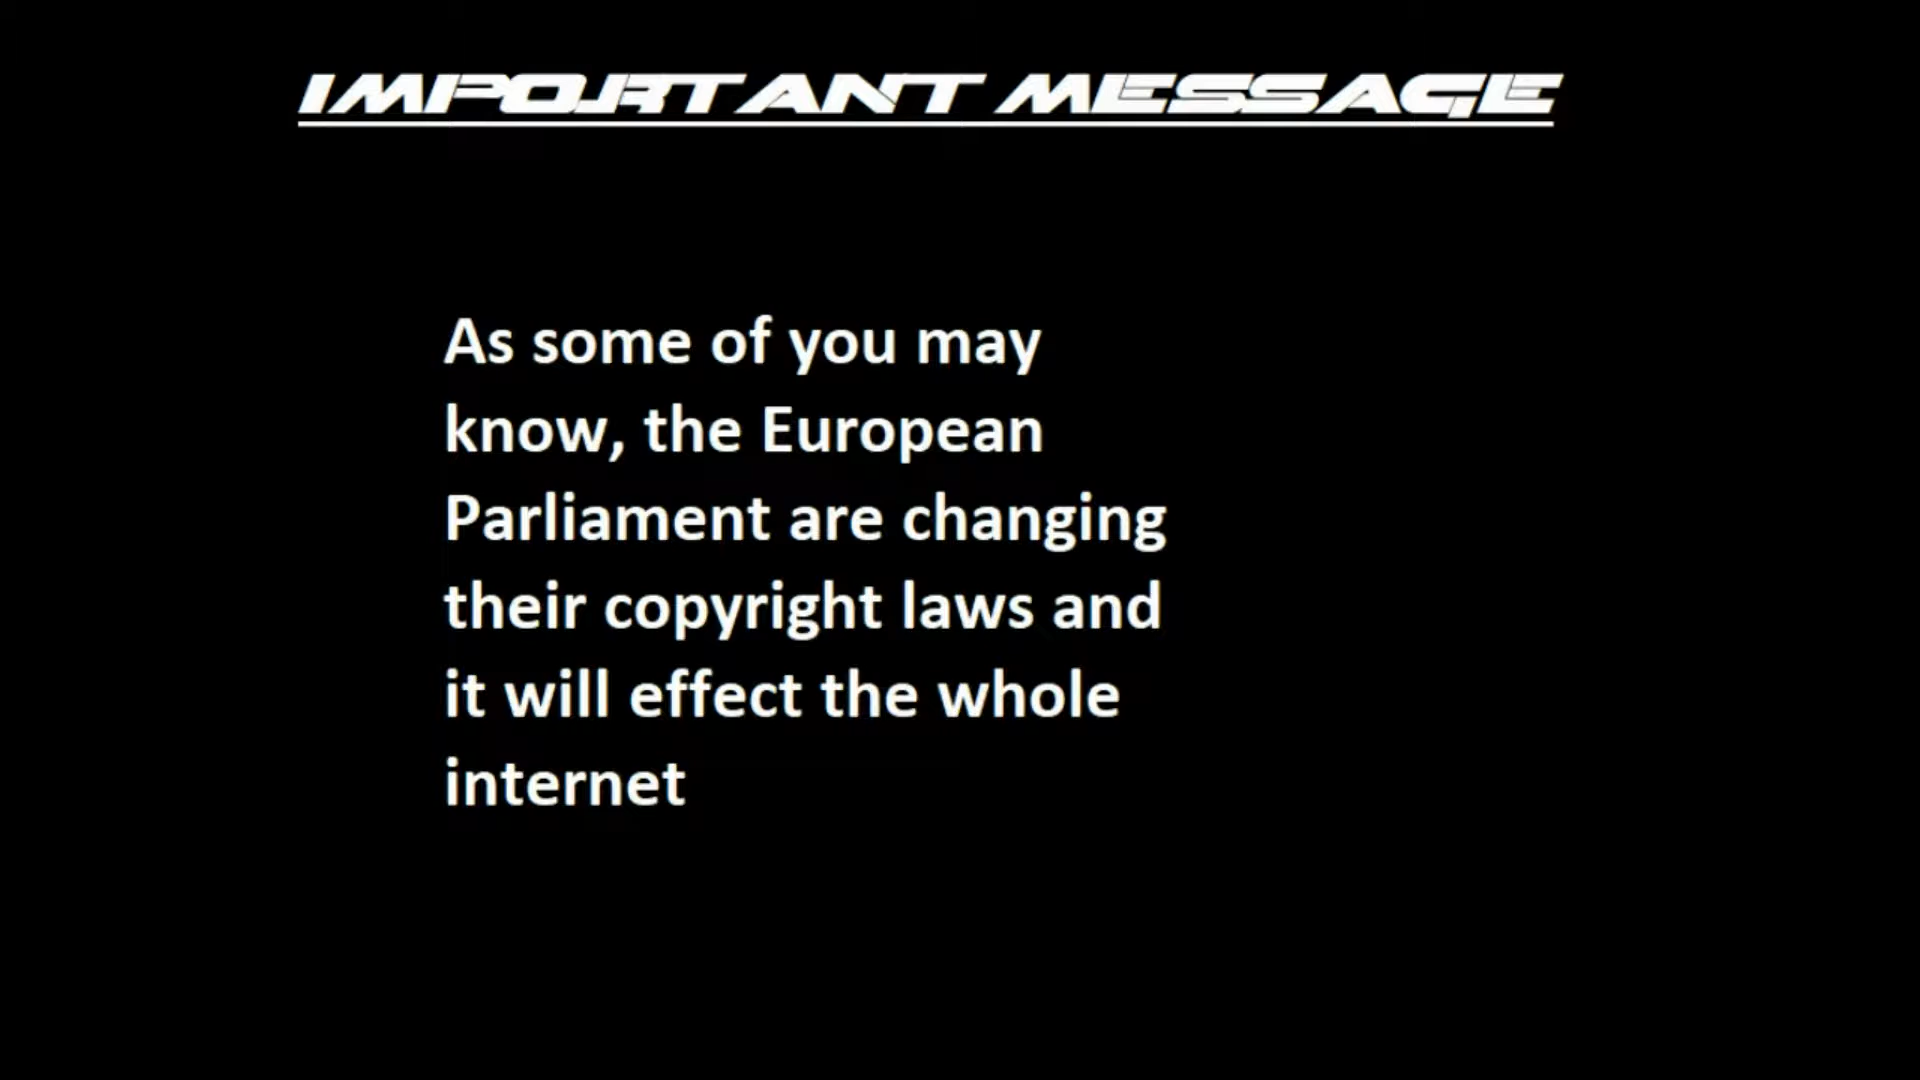 IMPORTANT MESSAGE
As some of you may
know, the European
Parliament are changing
their copyright laws and
it will effect the whole
internet